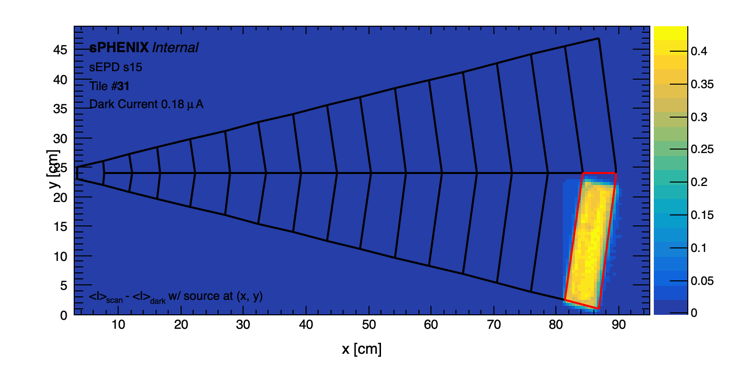 sPHENIX Internal
sEPD s15
Tile #31
Dark Current 0.18 μA
<I>scan - <I>dark w/ source at (x, y)
y [cm]
45
40
35
30
25
20
15
10
5
0
10 20 30 40 50 60 70 80 90
x [cm]
0.4
0.35
0.3
0.25
0.2
0.15
0.1
0.05
0